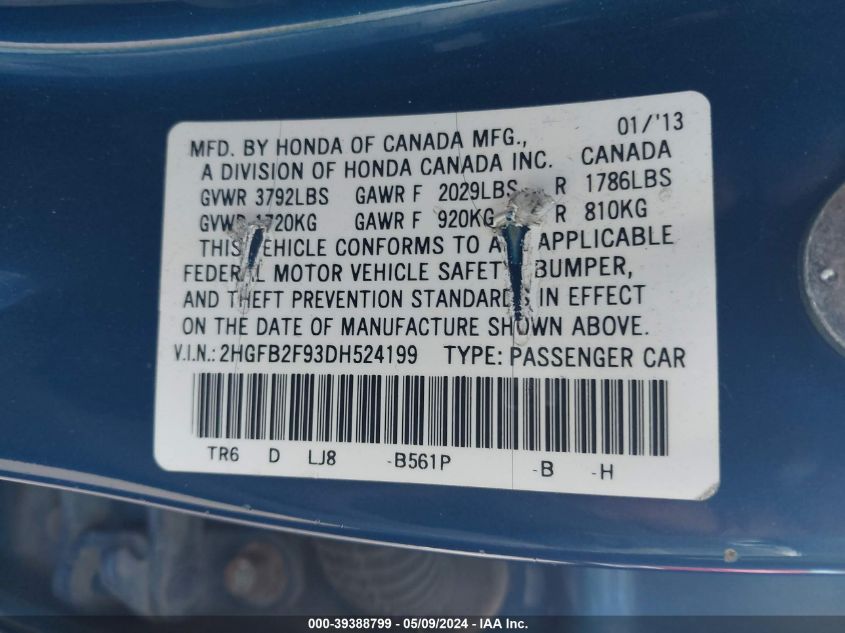 MFD. BY HONDA OF CANADA MFG., 01/'13
A DIVISION OF HONDA CANADA INC. CANADA
GVWR 3792LBS GAWR F 2029LBS R 1786LBS
GVWR 1720KG GAWR F 920KG R 810KG
THIS VEHICLE CONFORMS TO ALL APPLICABLE
FEDERAL MOTOR VEHICLE SAFETY, BUMPER,
AND THEFT PREVENTION STANDARDS IN EFFECT
ON THE DATE OF MANUFACTURE SHOWN ABOVE.
V.I.N.: 2HGFB2F93DH524199 TYPE: PASSENGER CAR
TR6 D LJ8 -B561P -B -H
000-39388799 - 05/09/2024 - IAA Inc.